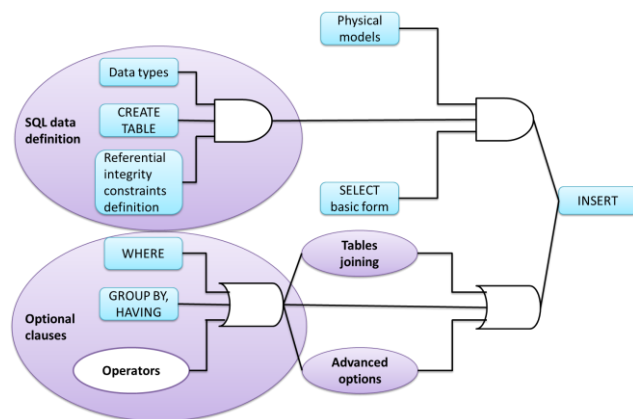 Physical
models
Data types
SQL data
definition
CREATE
TABLE
Referential
integrity
constraints
definition
SELECT
basic form
INSERT
WHERE
Tables
joining
GROUP BY,
HAVING
Optional
clauses
Operators
Advanced
options